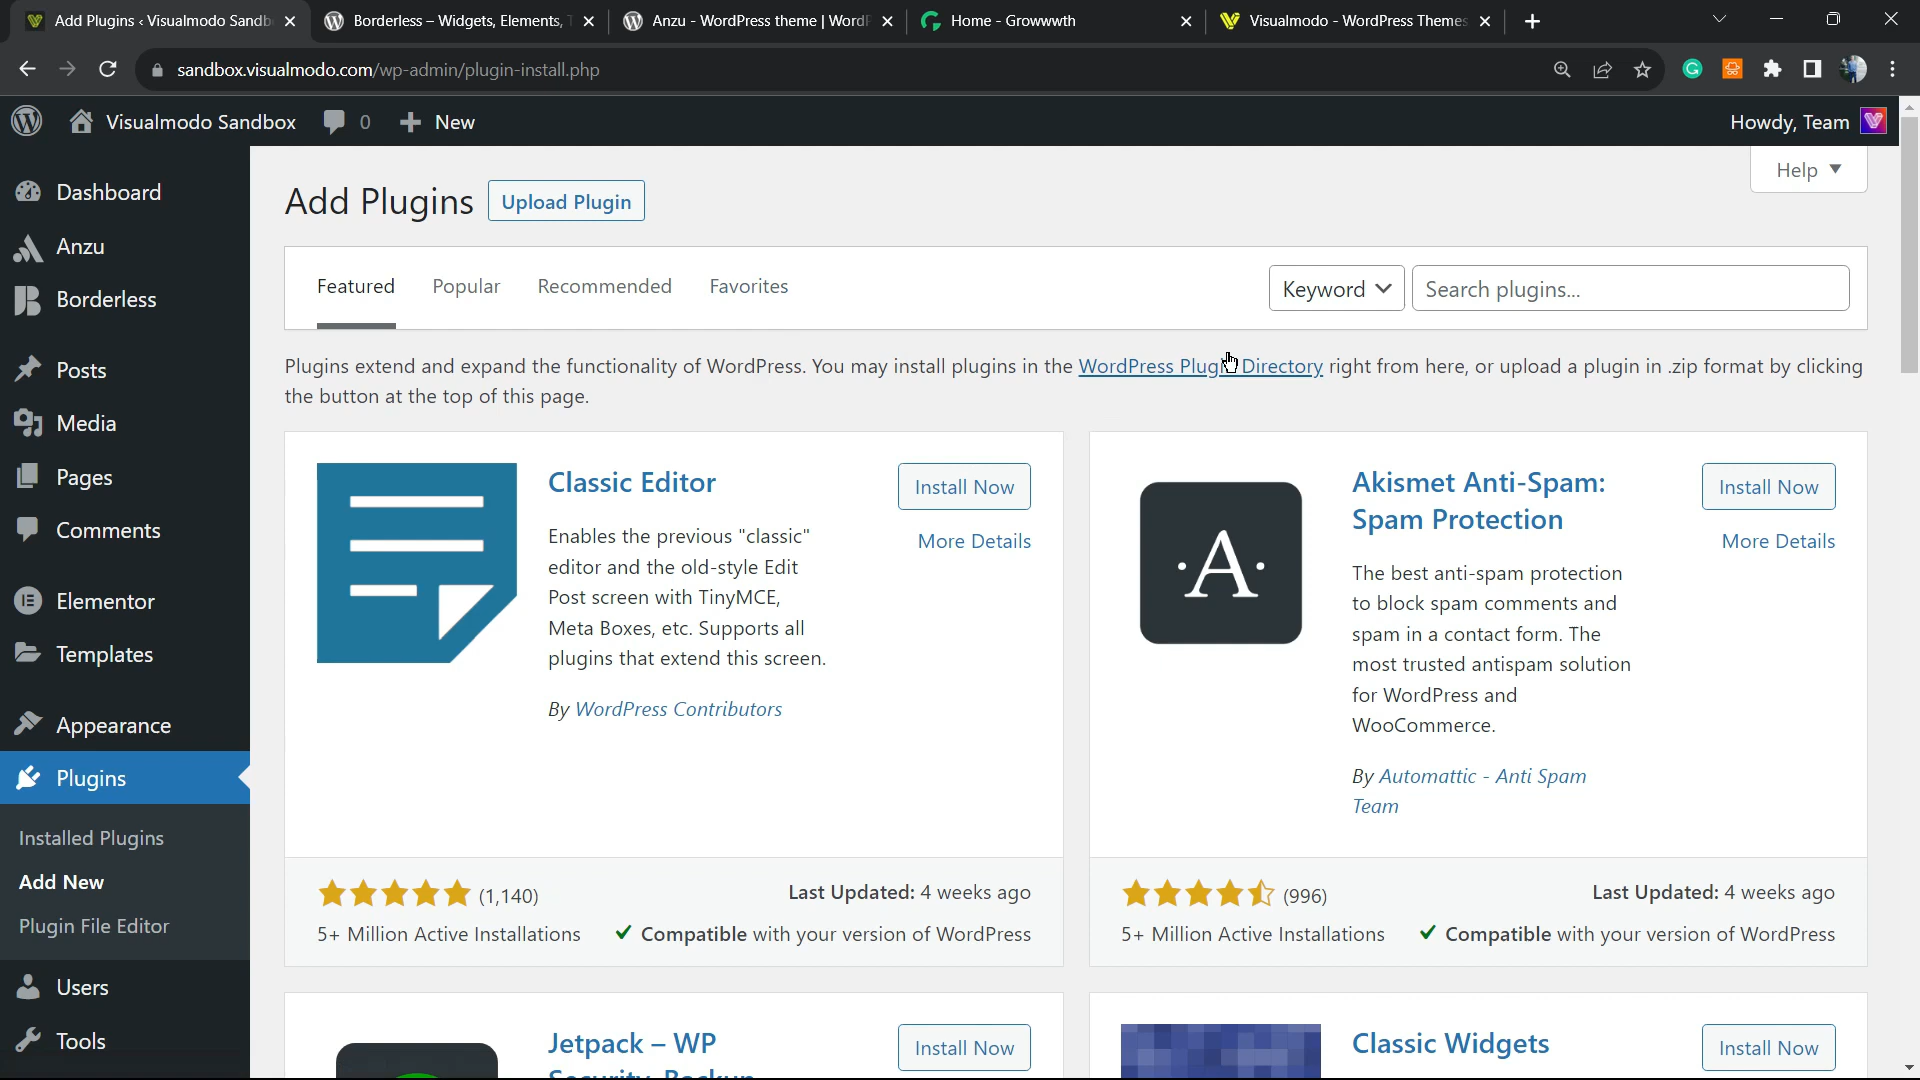 Add Plugins ‹ Visualmodo Sandb
Borderless – Widgets, Elements, T
Anzu - WordPress theme | WordP
Home - Growwwth
Visualmodo - WordPress Themes
sandbox.visualmodo.com/wp-admin/plugin-install.php
Visualmodo Sandbox
0
New
Howdy, Team
Help
Dashboard
Anzu
Borderless
Posts
Media
Pages
Comments
Elementor
Templates
Appearance
Plugins
Installed Plugins
Add New
Plugin File Editor
Users
Tools
Add Plugins
Upload Plugin
Featured
Popular
Recommended
Favorites
Keyword
Search plugins...
Plugins extend and expand the functionality of WordPress. You may install plugins in the WordPress Plugin Directory right from here, or upload a plugin in .zip format by clicking
the button at the top of this page.
Classic Editor
Install Now
More Details
Enables the previous "classic"
editor and the old-style Edit
Post screen with TinyMCE,
Meta Boxes, etc. Supports all
plugins that extend this screen.
By WordPress Contributors
(1,140)
Last Updated: 4 weeks ago
5+ Million Active Installations
Compatible with your version of WordPress
A
Akismet Anti-Spam:
Spam Protection
Install Now
More Details
The best anti-spam protection
to block spam comments and
spam in a contact form. The
most trusted antispam solution
for WordPress and
WooCommerce.
By Automattic - Anti Spam
Team
(996)
Last Updated: 4 weeks ago
5+ Million Active Installations
Compatible with your version of WordPress
Jetpack – WP
Security, Backup,
Install Now
Classic Widgets
Install Now